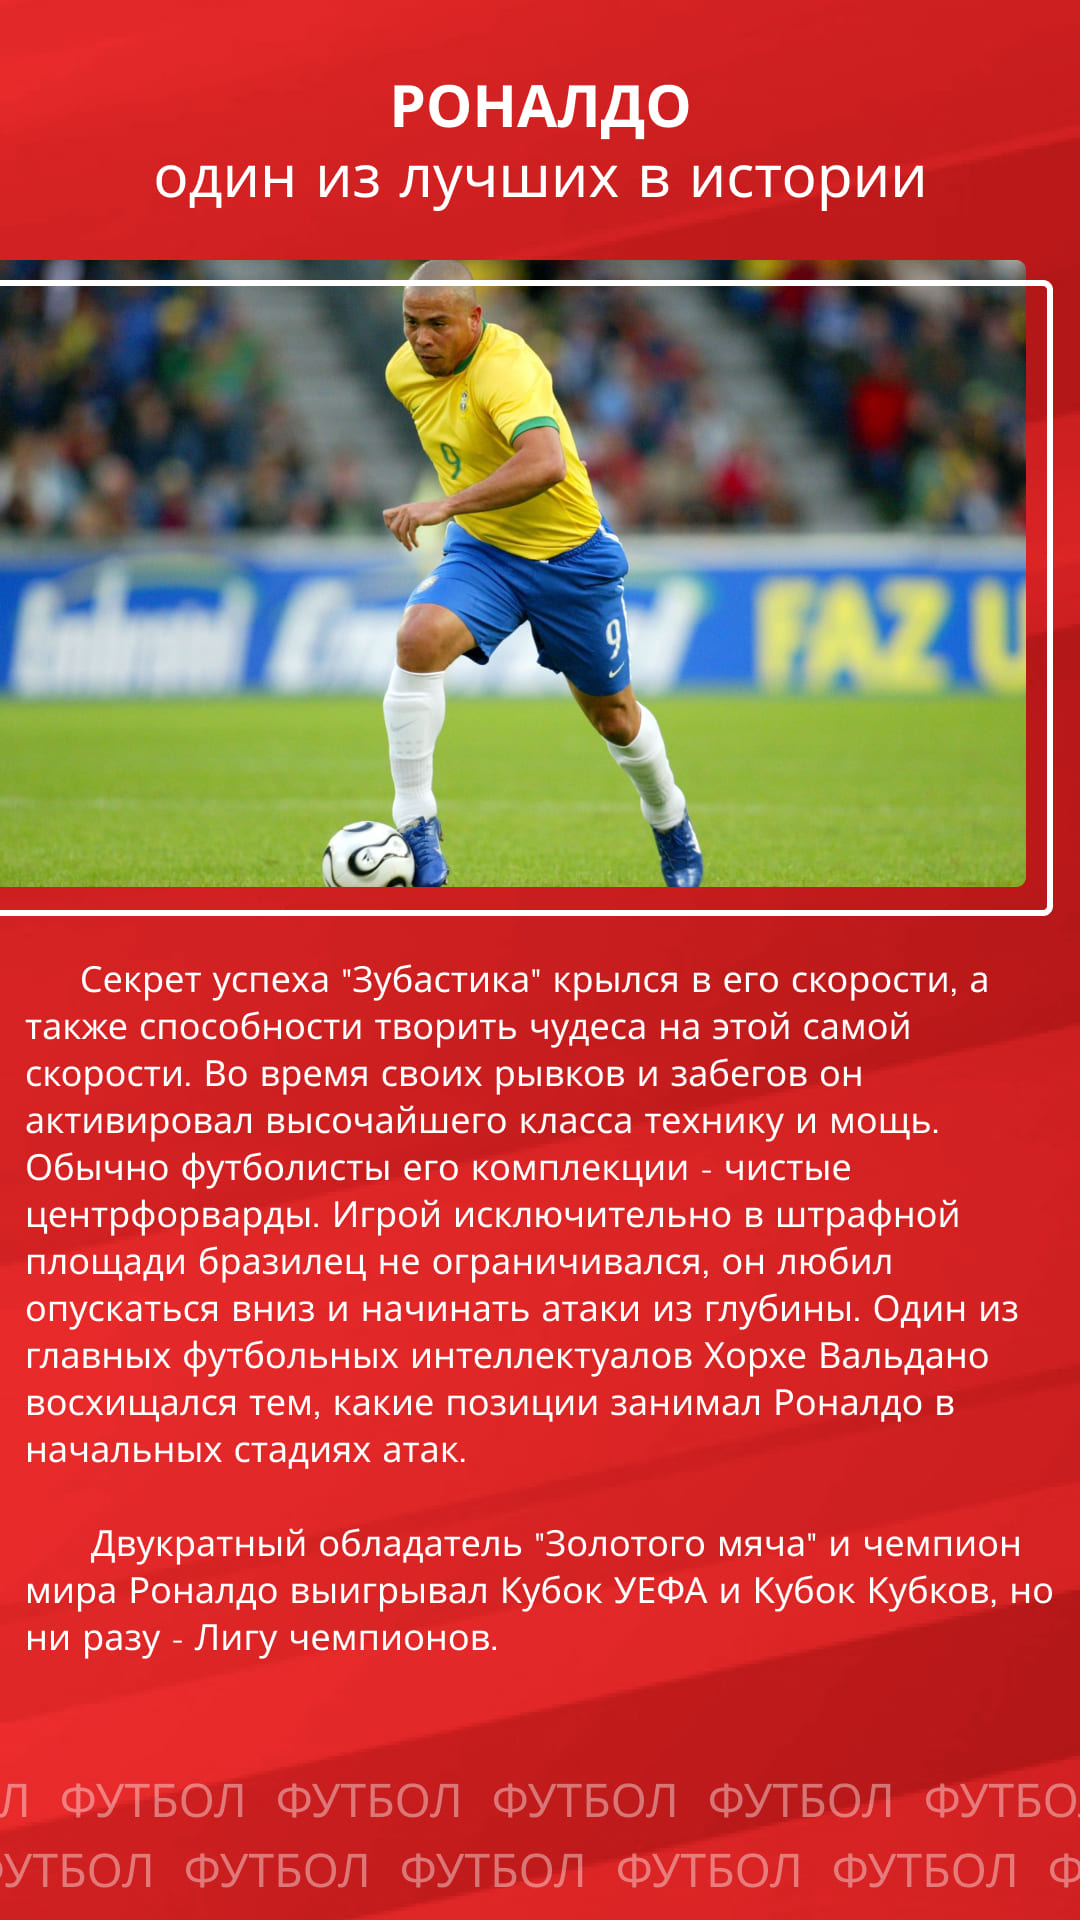 РОНАЛДО
один из лучших в истории
9
9
FAZ U
Секрет успеха "Зубастика" крылся в его скорости, а
также способности творить чудеса на этой самой
скорости. Во время своих рывков и забегов он
активировал высочайшего класса технику и мощь.
Обычно футболисты его комплекции - чистые
центрфорварды. Игрой исключительно в штрафной
площади бразилец не ограничивался, он любил
опускаться вниз и начинать атаки из глубины. Один из
главных футбольных интеллектуалов Хорхе Вальдано
восхищался тем, какие позиции занимал Роналдо в
начальных стадиях атак.
Двукратный обладатель "Золотого мяча" и чемпион
мира Роналдо выигрывал Кубок УЕФА и Кубок Кубков, но
ни разу - Лигу чемпионов.
Л ФУТБОЛ ФУТБОЛ ФУТБОЛ ФУТБОЛ ФУТБО
УТБОЛ ФУТБОЛ ФУТБОЛ ФУТБОЛ ФУТБОЛ Ф